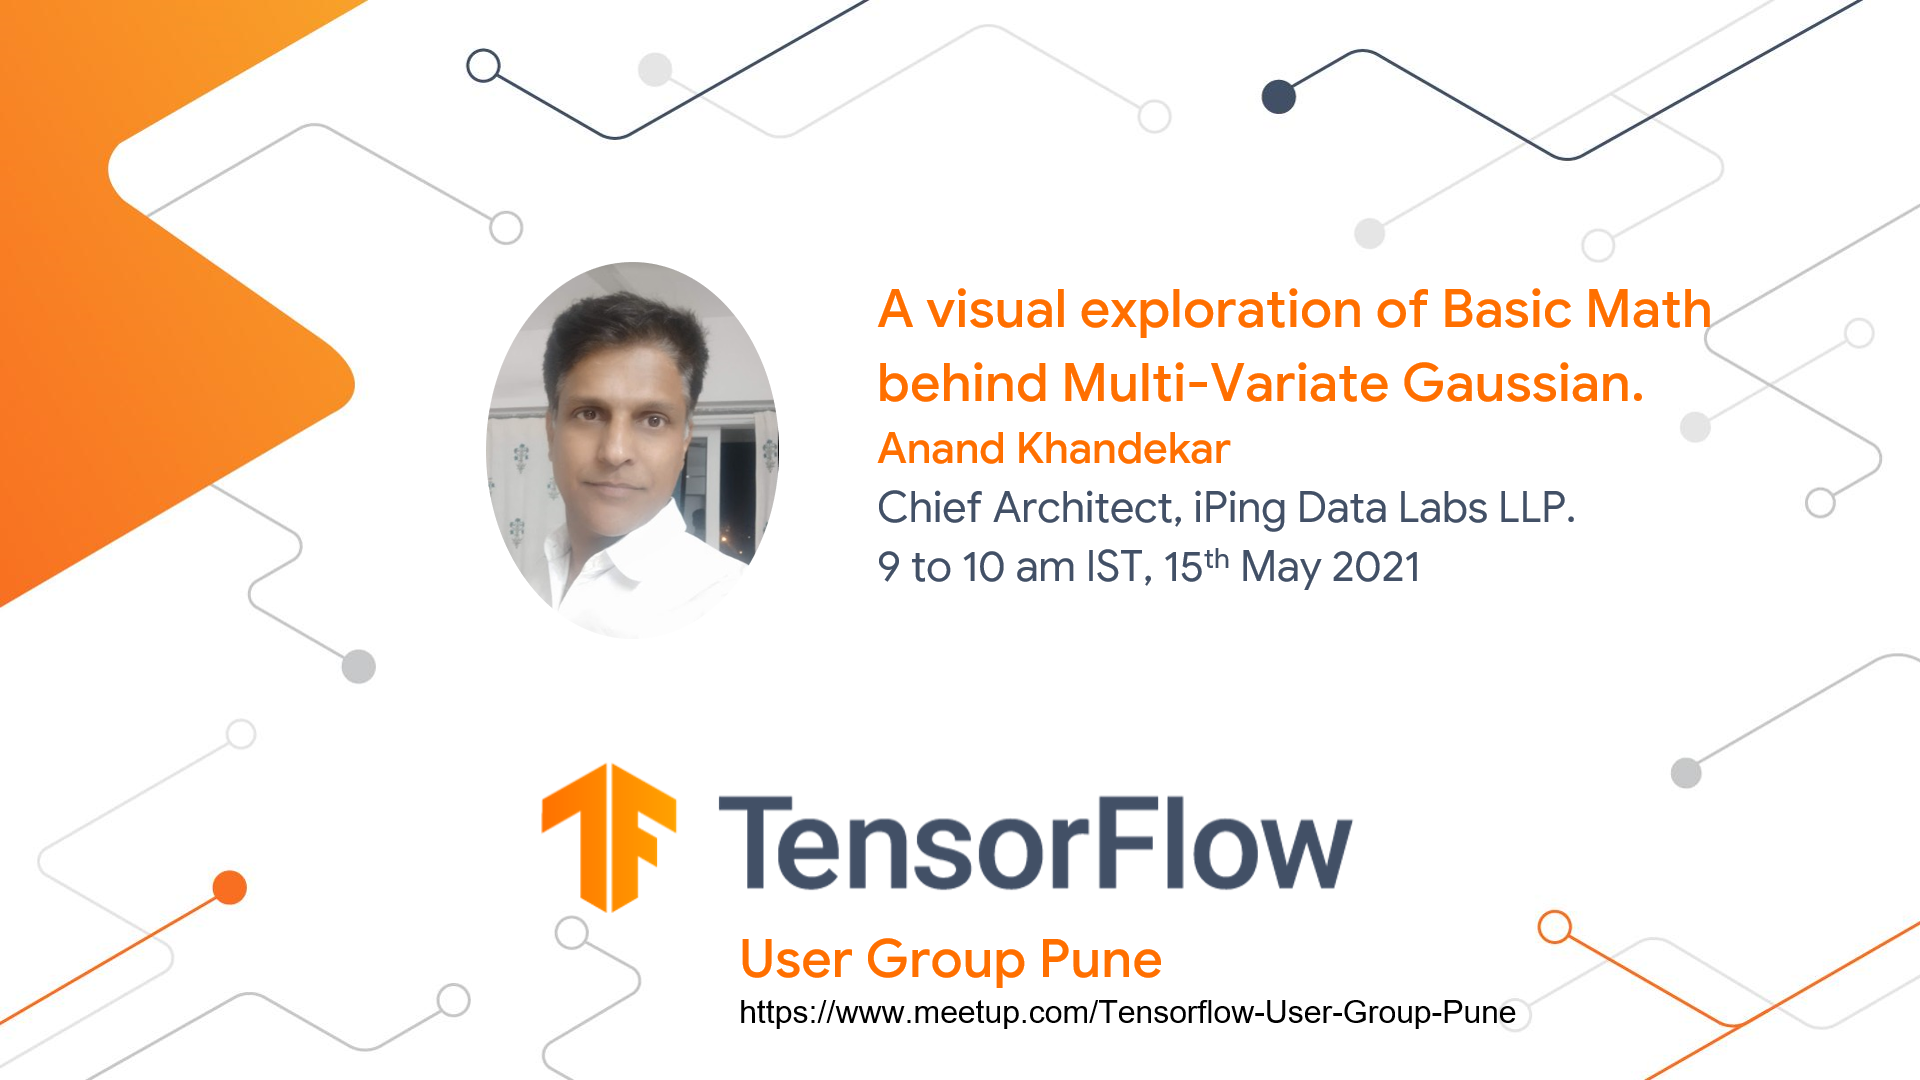 A visual exploration of Basic Math
behind Multi-Variate Gaussian.
Anand Khandekar
Chief Architect, iPing Data Labs LLP.
9 to 10 am IST, 15th May 2021
TensorFlow
User Group Pune
https://www.meetup.com/Tensorflow-User-Group-Pune